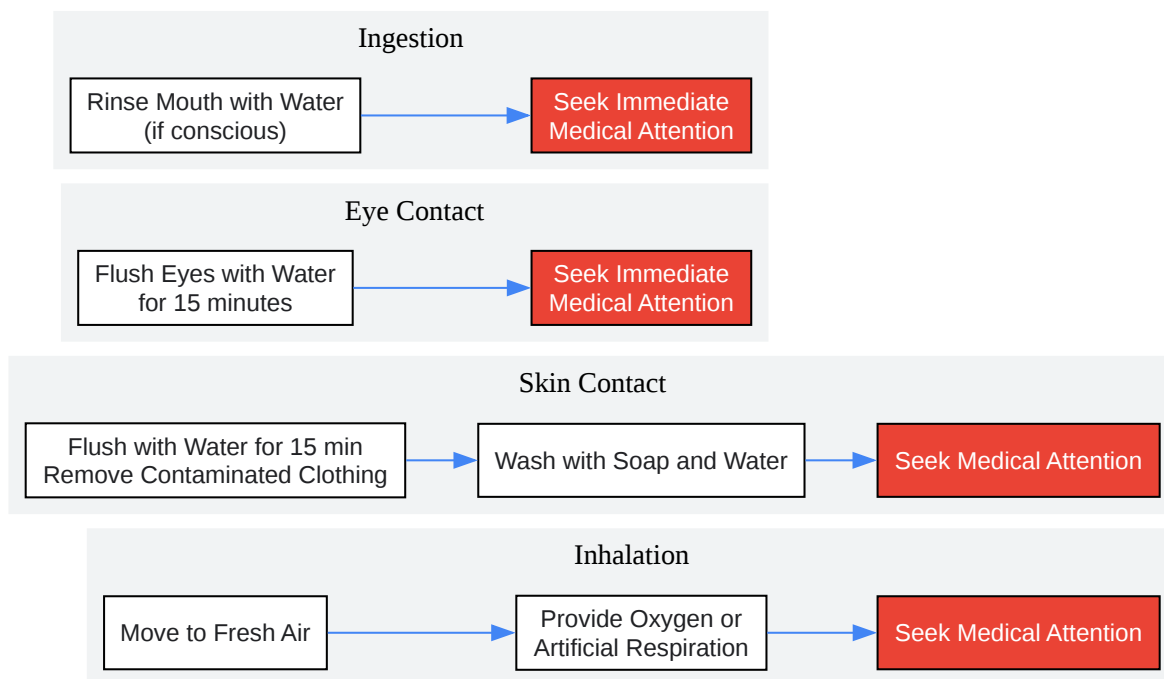 Ingestion
Rinse Mouth with Water
(if conscious)
Seek Immediate
Medical Attention
Eye Contact
Flush Eyes with Water
for 15 minutes
Seek Immediate
Medical Attention
Skin Contact
Flush with Water for 15 min
Remove Contaminated Clothing
Wash with Soap and Water
Seek Medical Attention
Inhalation
Move to Fresh Air
Provide Oxygen or
Artificial Respiration
Seek Medical Attention